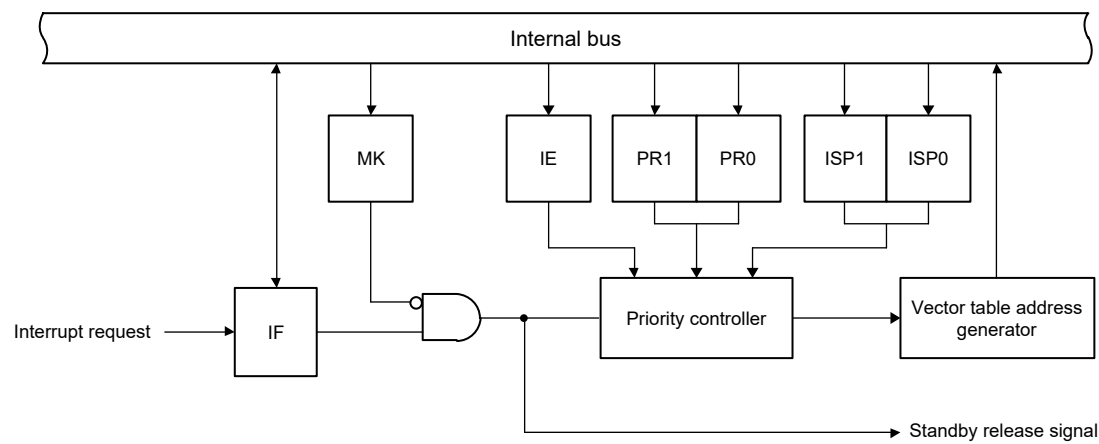 Internal bus
MK
IE
PR1
PR0
ISP1
ISP0
Interrupt request
IF
Priority controller
Vector table address
generator
Standby release signal